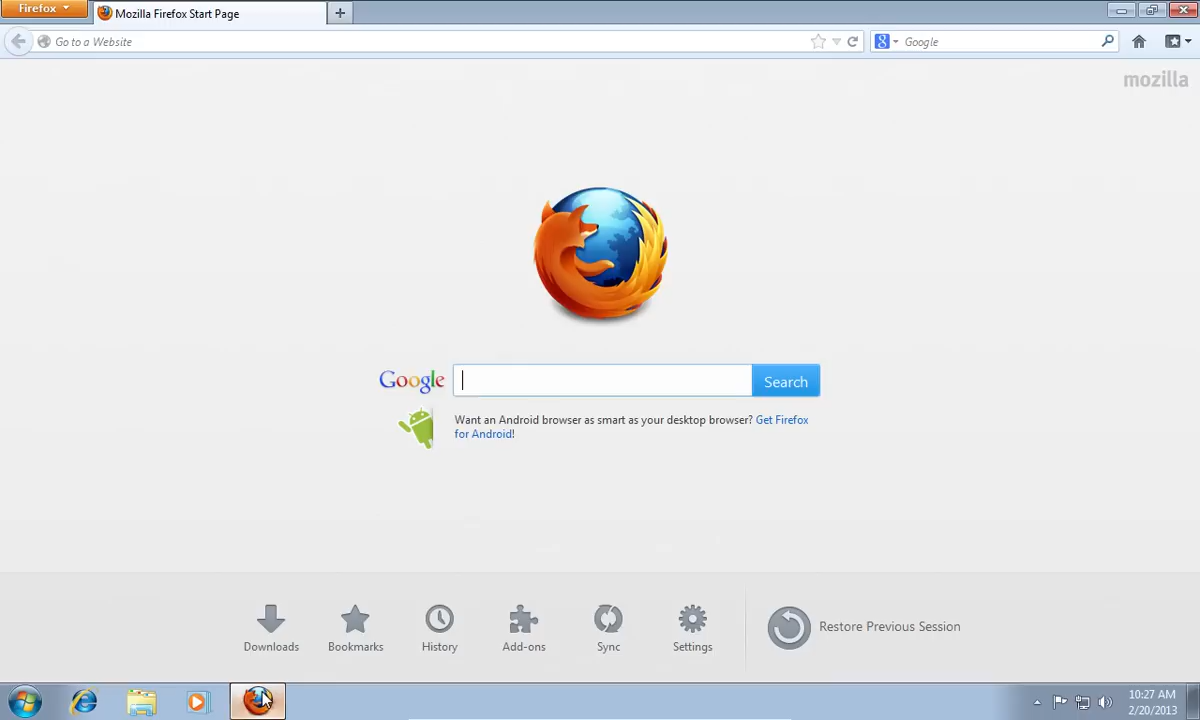 Firefox
Mozilla Firefox Start Page
Go to a Website
Google
mozilla
Google
Search
Want an Android browser as smart as your desktop browser? Get Firefox
for Android!
Downloads
Bookmarks
History
Add-ons
Sync
Settings
Restore Previous Session
10:27 AM
2/20/2013